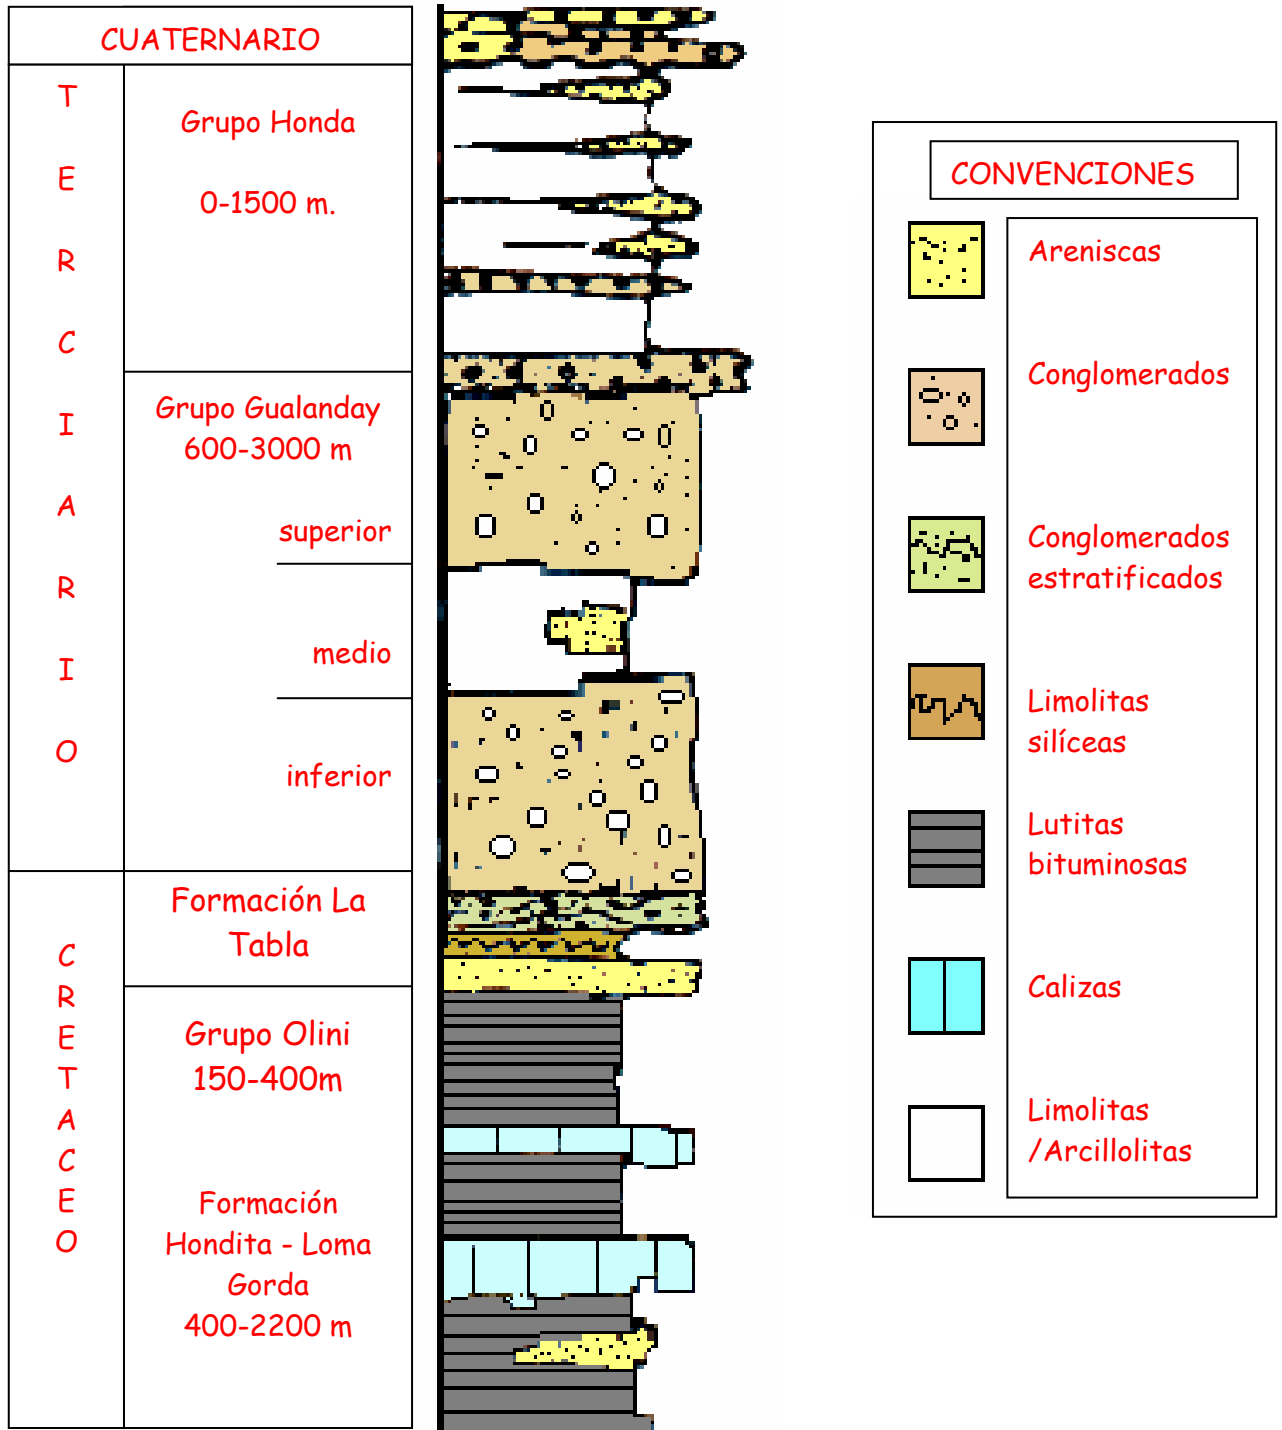 CUATERNARIO
T
E
R
C
I
A
R
I
O
Grupo Honda
0-1500 m.
Grupo Gualanday
600-3000 m
superior
medio
inferior
C
R
E
T
A
C
E
O
Formación La
Tabla
Grupo Olini
150-400m
Formación
Hondita - Loma
Gorda
400-2200 m
CONVENCIONES
Areniscas
Conglomerados
Conglomerados
estratificados
Limolitas
silíceas
Lutitas
bituminosas
Calizas
Limolitas
/Arcillolitas